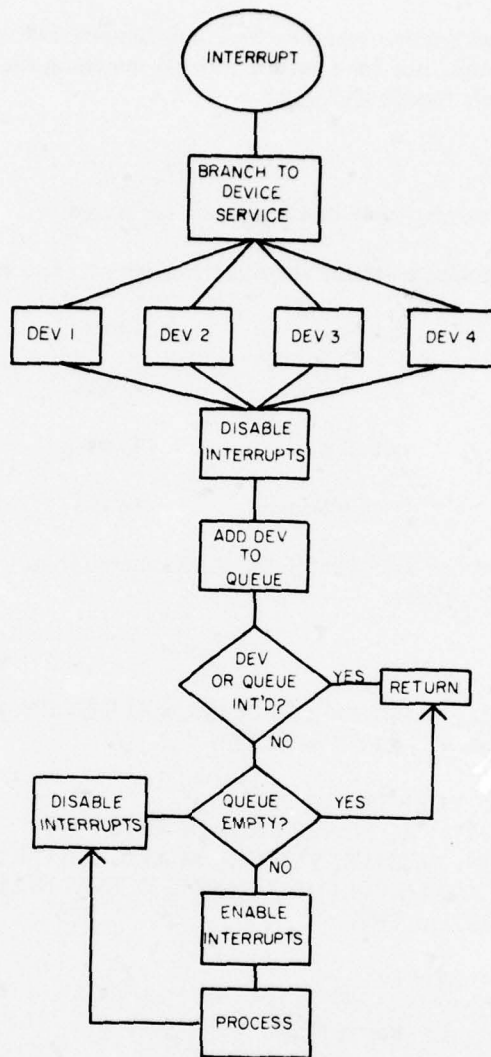 INTERRUPT
BRANCH TO
DEVICE
SERVICE
DEV 1
DEV 2
DEV 3
DEV 4
DISABLE
INTERRUPTS
ADD DEV
TO
QUEUE
DEV
OR QUEUE
INT'D?
YES
RETURN
NO
DISABLE
INTERRUPTS
QUEUE
EMPTY?
YES
NO
ENABLE
INTERRUPTS
PROCESS